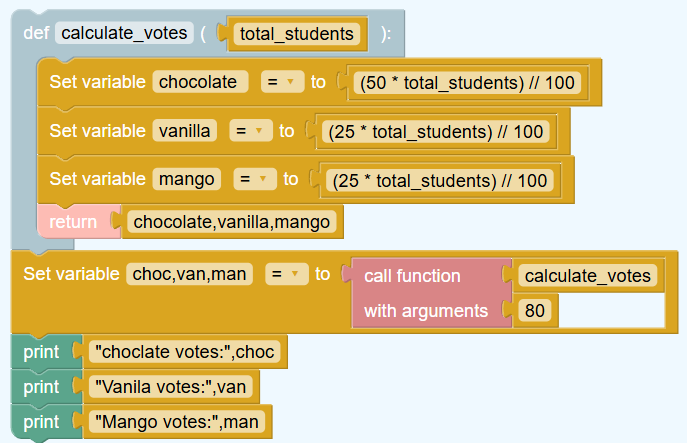 def calculate_votes ( total_students ):
Set variable chocolate = ▾ to (50 * total_students) // 100
Set variable vanilla = ▾ to (25 * total_students) // 100
Set variable mango = ▾ to (25 * total_students) // 100
return chocolate,vanilla,mango
Set variable choc,van,man = ▾ to call function calculate_votes
with arguments 80
print "choclate votes:",choc
print "Vanila votes:",van
print "Mango votes:",man